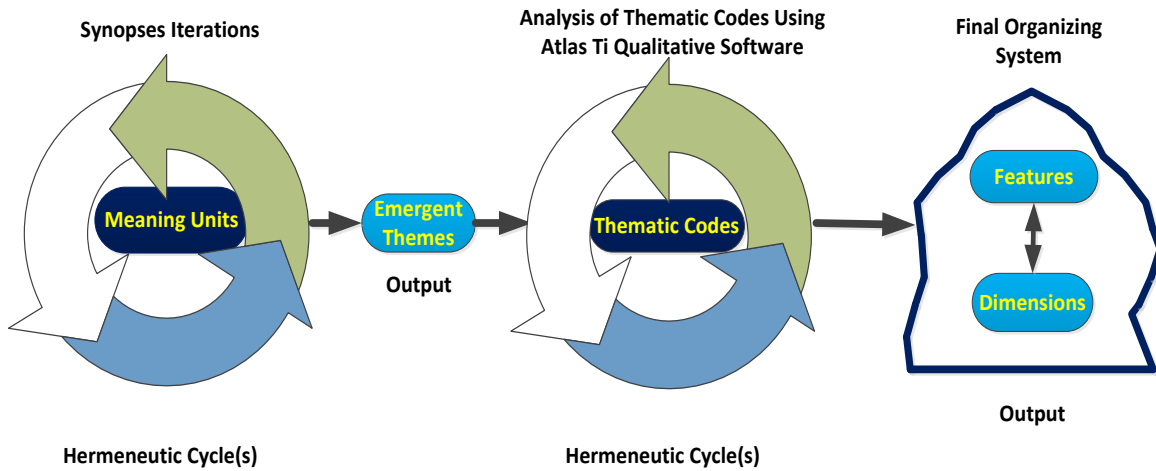 Synopses Iterations
Meaning Units
Hermeneutic Cycle(s)
Emergent
Themes
Output
Analysis of Thematic Codes Using
Atlas Ti Qualitative Software
Thematic Codes
Hermeneutic Cycle(s)
Final Organizing
System
Features
Dimensions
Output